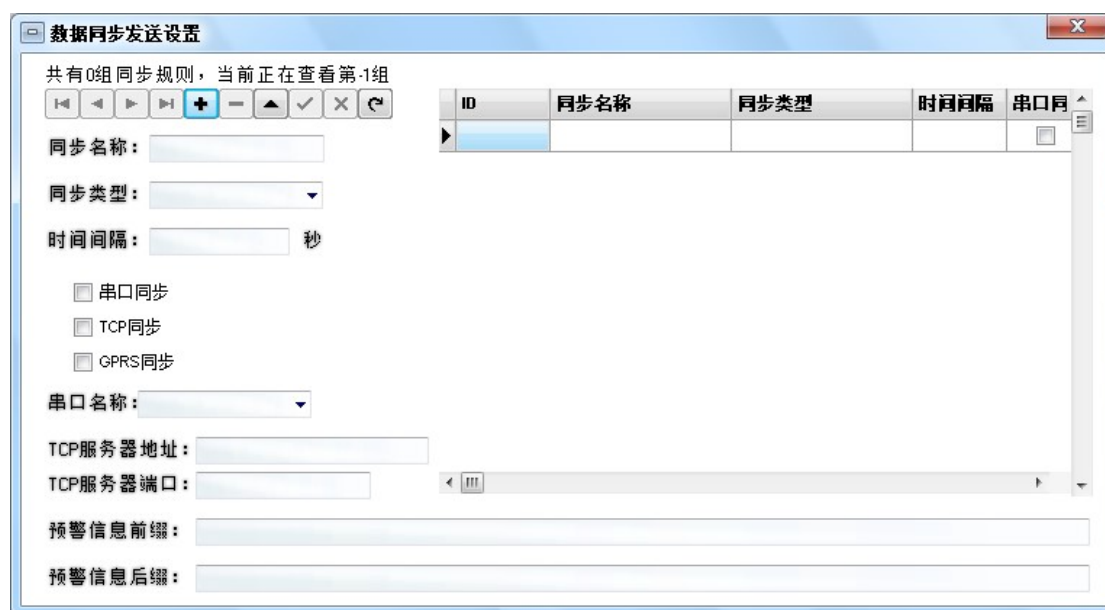 数据同步发送设置
共有0组同步规则，当前正在查看第-1组
ID 同步名称 同步类型 时间间隔 串口同
同步名称：
同步类型：
时间间隔： 秒
串口同步
TCP同步
GPRS同步
串口名称：
TCP服务器地址：
TCP服务器端口：
预警信息前缀：
预警信息后缀：